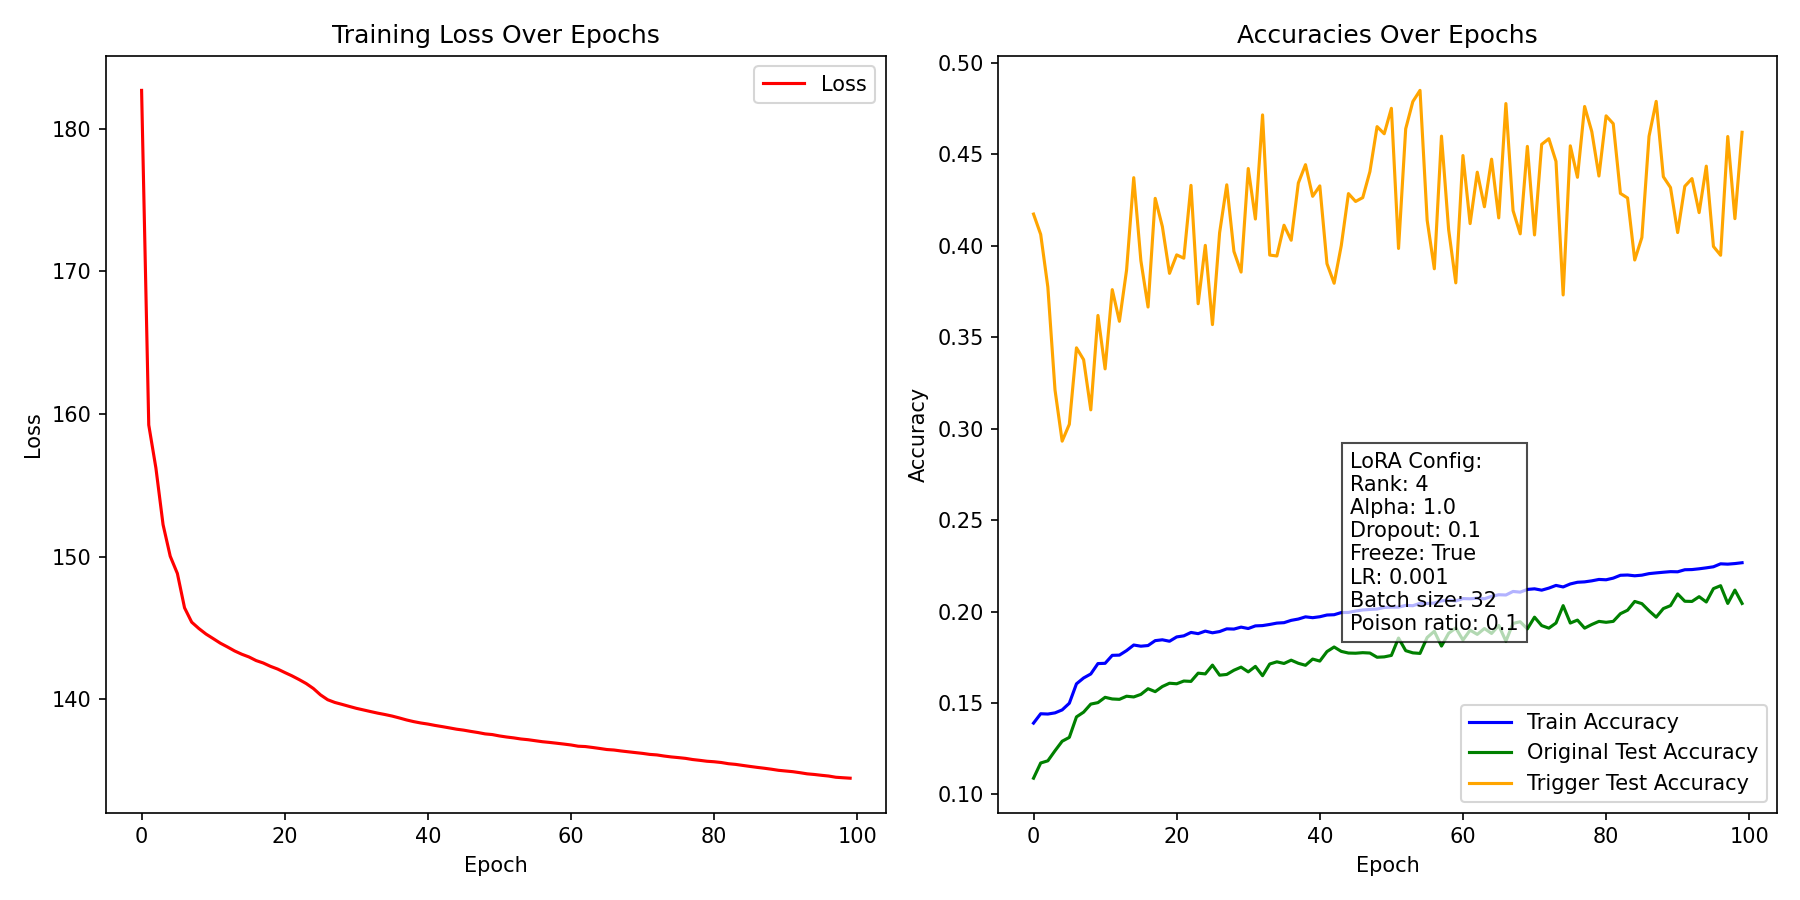 Training Loss Over Epochs
Loss
180
170
160
150
140
Loss
0 20 40 60 80 100
Epoch
Accuracies Over Epochs
0.50
0.45
0.40
0.35
0.30
0.25
0.20
0.15
0.10
Accuracy
LoRA Config:
Rank: 4
Alpha: 1.0
Dropout: 0.1
Freeze: True
LR: 0.001
Batch size: 32
Poison ratio: 0.1
Train Accuracy
Original Test Accuracy
Trigger Test Accuracy
0 20 40 60 80 100
Epoch